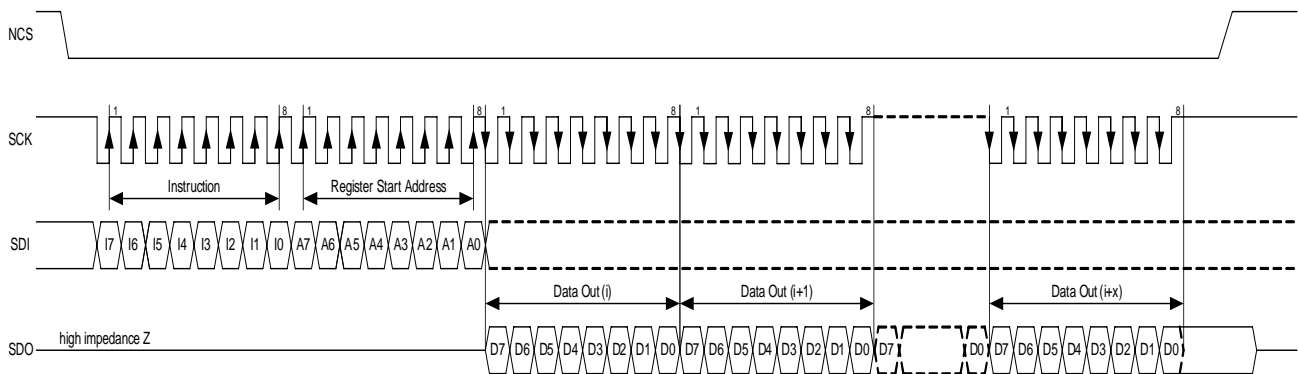 NCS
1 8 1 8 1 8 1 8 1 8
SCK
Instruction Register Start Address
SDI I7 I6 I5 I4 I3 I2 I1 I0 A7 A6 A5 A4 A3 A2 A1 A0
Data Out (i) Data Out (i+1) Data Out (i+x)
high impedance Z
SDO D7 D6 D5 D4 D3 D2 D1 D0 D7 D6 D5 D4 D3 D2 D1 D0 D7 D0 D7 D6 D5 D4 D3 D2 D1 D0